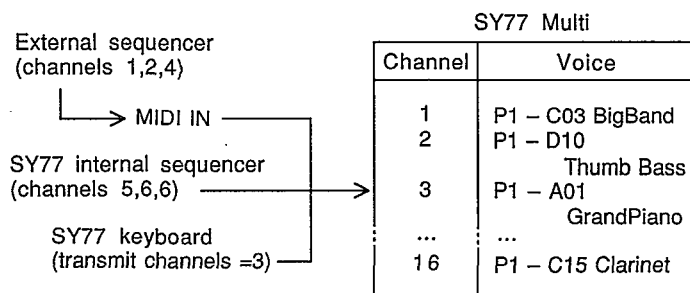 SY77 Multi
External sequencer
(channels 1,2,4)
MIDI IN
SY77 internal sequencer
(channels 5,6,6)
SY77 keyboard
(transmit channels =3)
Channel Voice
1 P1 – C03 BigBand
2 P1 – D10
Thumb Bass
3 P1 – A01
GrandPiano
... ...
16 P1 – C15 Clarinet